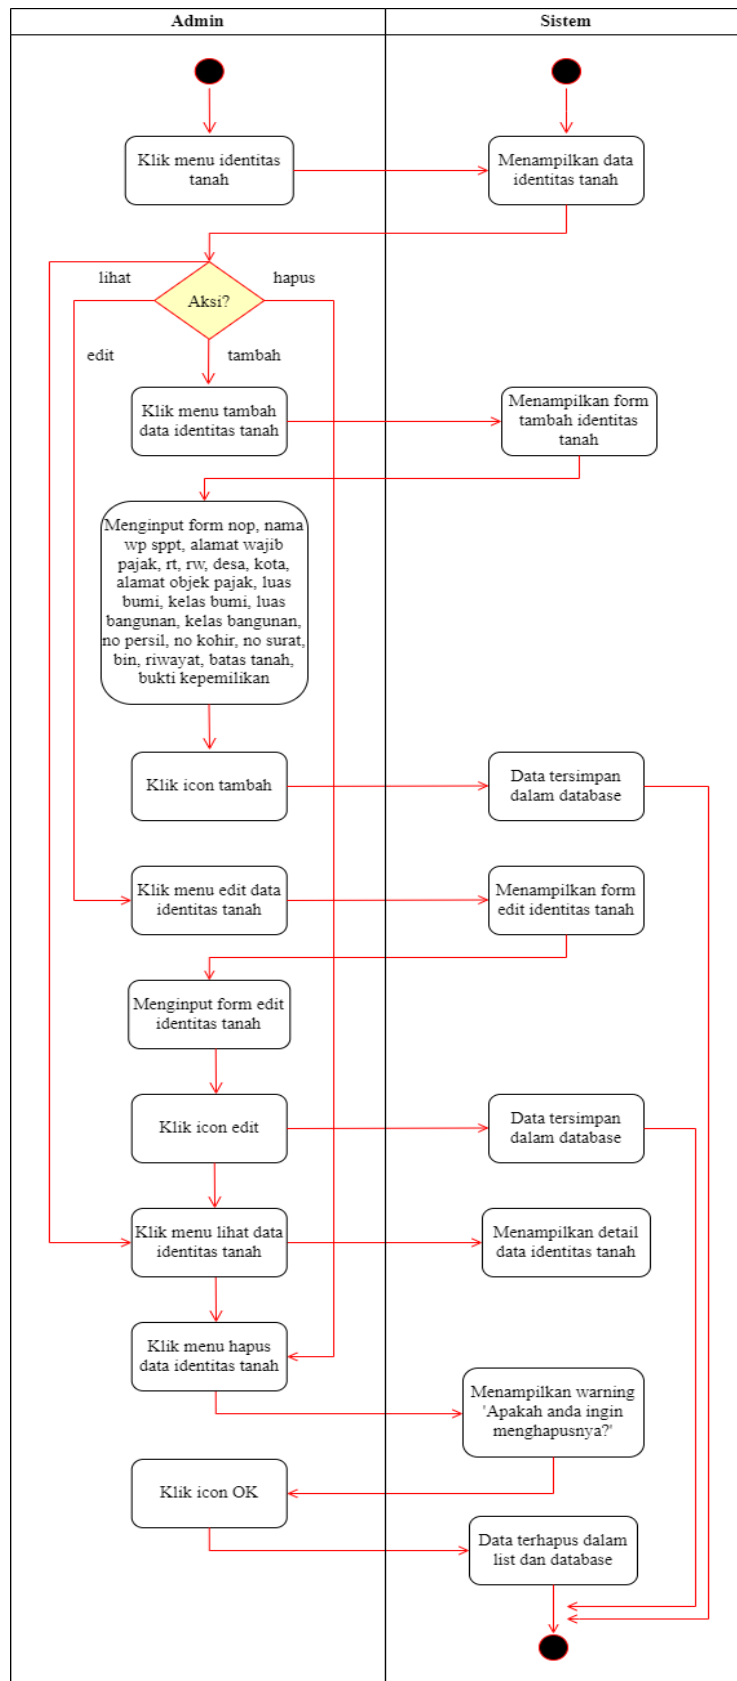 Admin
Sistem
Klik menu identitas
tanah
Menampilkan data
identitas tanah
lihat
hapus
Aksi?
edit
tambah
Klik menu tambah
data identitas tanah
Menampilkan form
tambah identitas
tanah
Menginput form nop, nama
wp sppt, alamat wajib
pajak, rt, rw, desa, kota,
alamat objek pajak, luas
bumi, kelas bumi, luas
bangunan, kelas bangunan,
no persil, no kohir, no surat,
bin, riwayat, batas tanah,
bukti kepemilikan
Klik icon tambah
Data tersimpan
dalam database
Klik menu edit data
identitas tanah
Menampilkan form
edit identitas tanah
Menginput form edit
identitas tanah
Klik icon edit
Data tersimpan
dalam database
Klik menu lihat data
identitas tanah
Menampilkan detail
data identitas tanah
Klik menu hapus
data identitas tanah
Menampilkan warning
'Apakah anda ingin
menghapusnya?'
Klik icon OK
Data terhapus dalam
list dan database